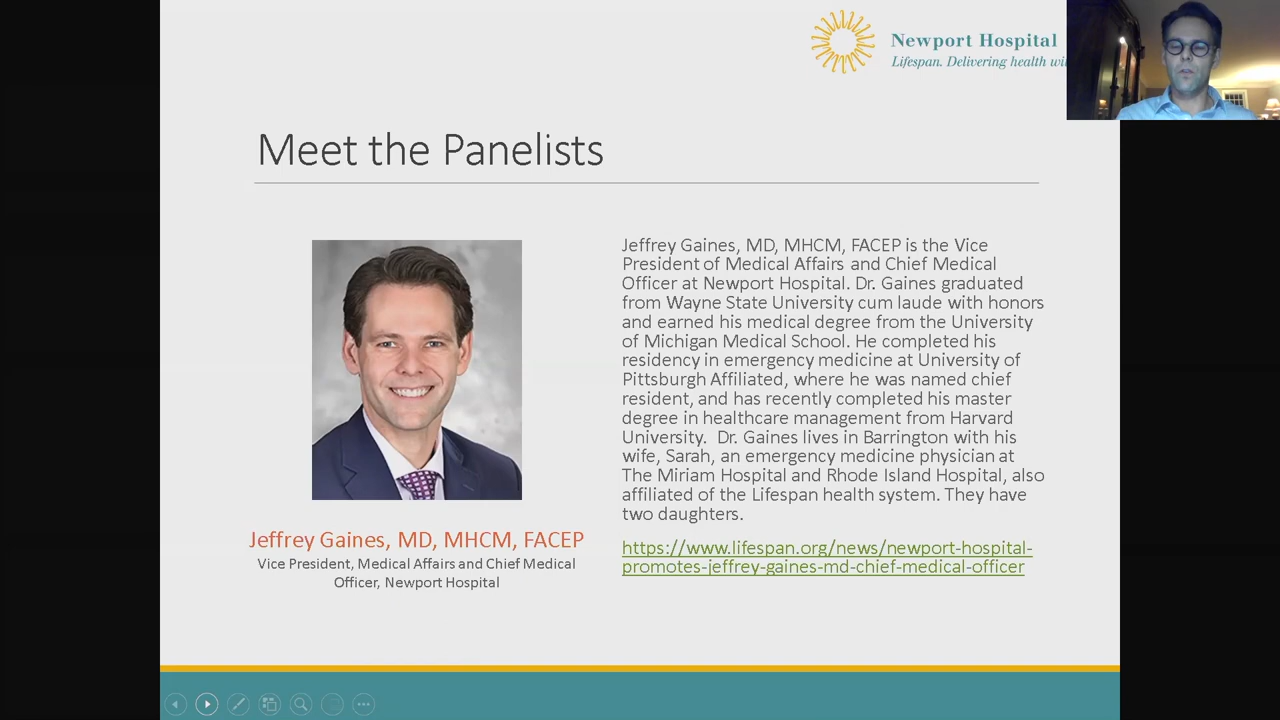 Newport Hospital
Lifespan. Delivering health
Meet the Panelists
Jeffrey Gaines, MD, MHCM, FACEP is the Vice
President of Medical Affairs and Chief Medical
Officer at Newport Hospital. Dr. Gaines graduated
from Wayne State University cum laude with honors
and earned his medical degree from the University
of Michigan Medical School. He completed his
residency in emergency medicine at University of
Pittsburgh Affiliated, where he was named chief
resident, and has recently completed his master
degree in healthcare management from Harvard
University.  Dr. Gaines lives in Barrington with his
wife, Sarah, an emergency medicine physician at
The Miriam Hospital and Rhode Island Hospital, also
affiliated of the Lifespan health system. They have
two daughters.
https://www.lifespan.org/news/newport-hospital-
promotes-jeffrey-gaines-md-chief-medical-officer
Jeffrey Gaines, MD, MHCM, FACEP
Vice President, Medical Affairs and Chief Medical
Officer, Newport Hospital